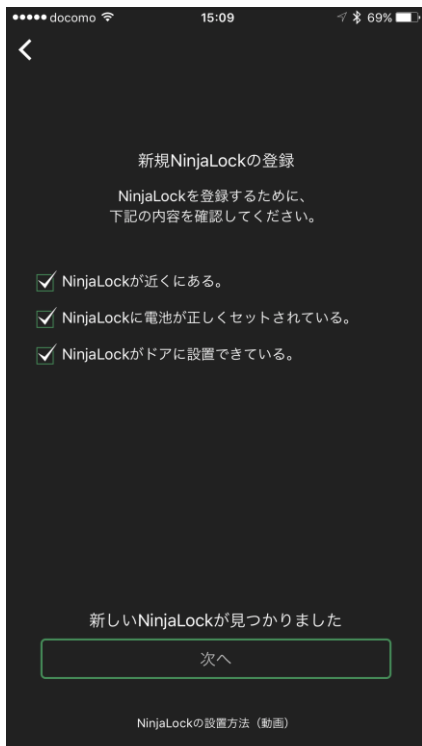 docomo 15:09 69%
新規NinjaLockの登録
NinjaLockを登録するために、
下記の内容を確認してください。
NinjaLockが近くにある。
NinjaLockに電池が正しくセットされている。
NinjaLockがドアに設置できている。
新しいNinjaLockが見つかりました
次へ
NinjaLockの設置方法（動画）